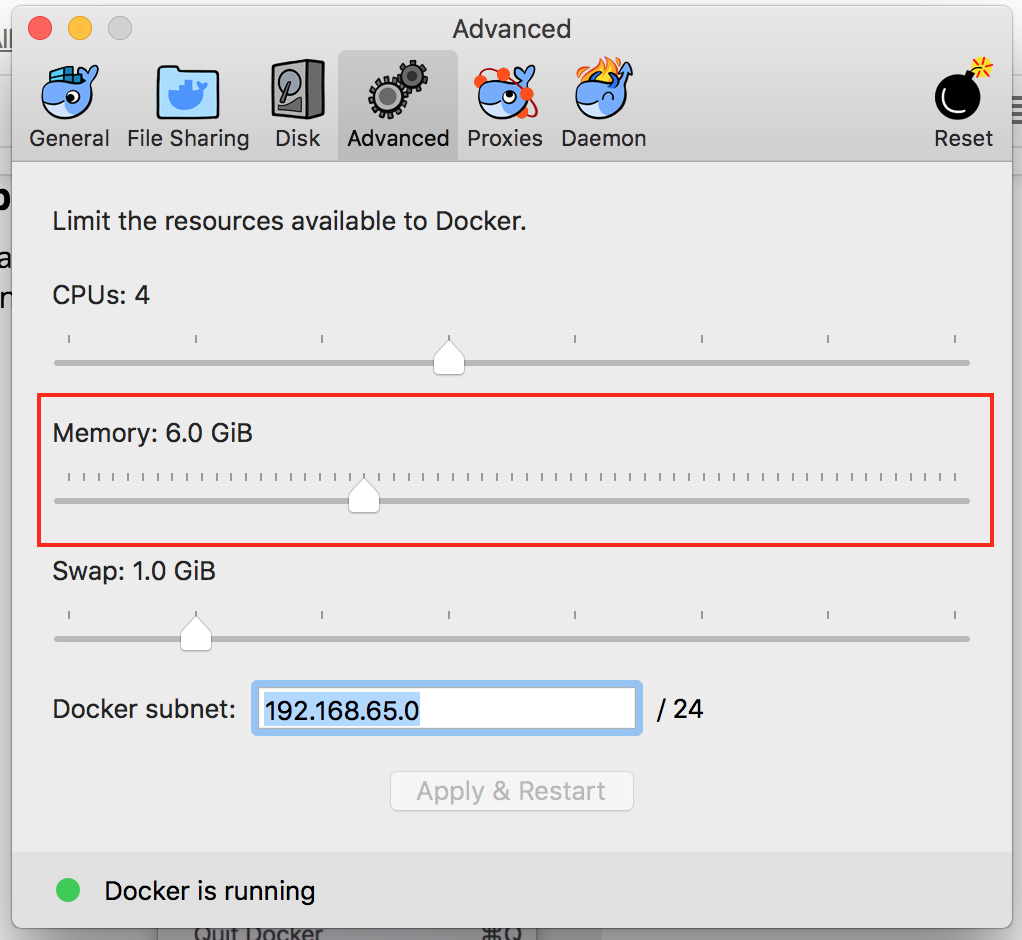 Advanced
General File Sharing Disk Advanced Proxies Daemon Reset
Limit the resources available to Docker.
CPUs: 4
Memory: 6.0 GiB
Swap: 1.0 GiB
Docker subnet: 192.168.65.0 / 24
Apply & Restart
Docker is running
Quit Docker ⌘Q